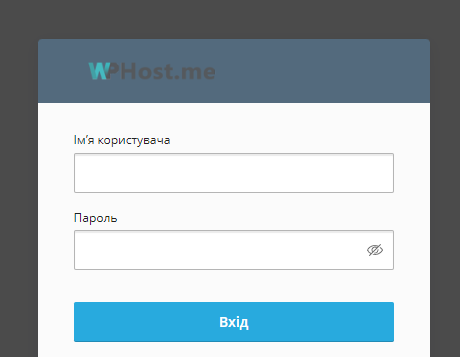 WPHost.me
Ім’я користувача
Пароль
Вхід